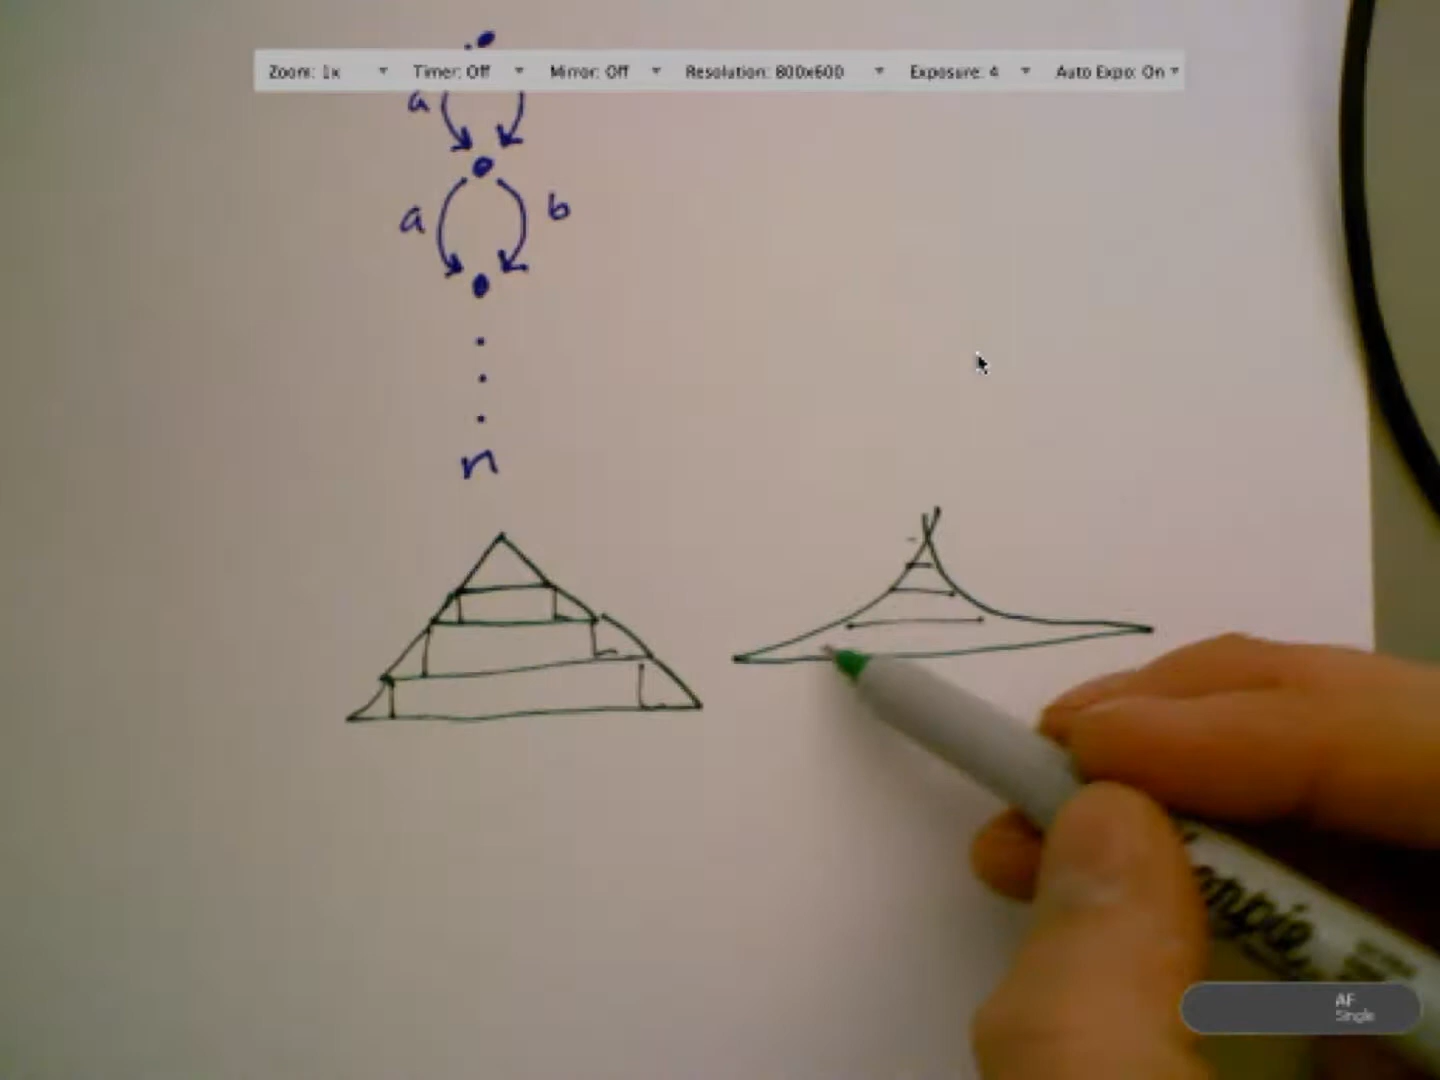 Zoom: 1x Timer: Off Mirror: Off Resolution: 800x600 Exposure: 4 Auto Expo: On
a
a b
n
AF
Single